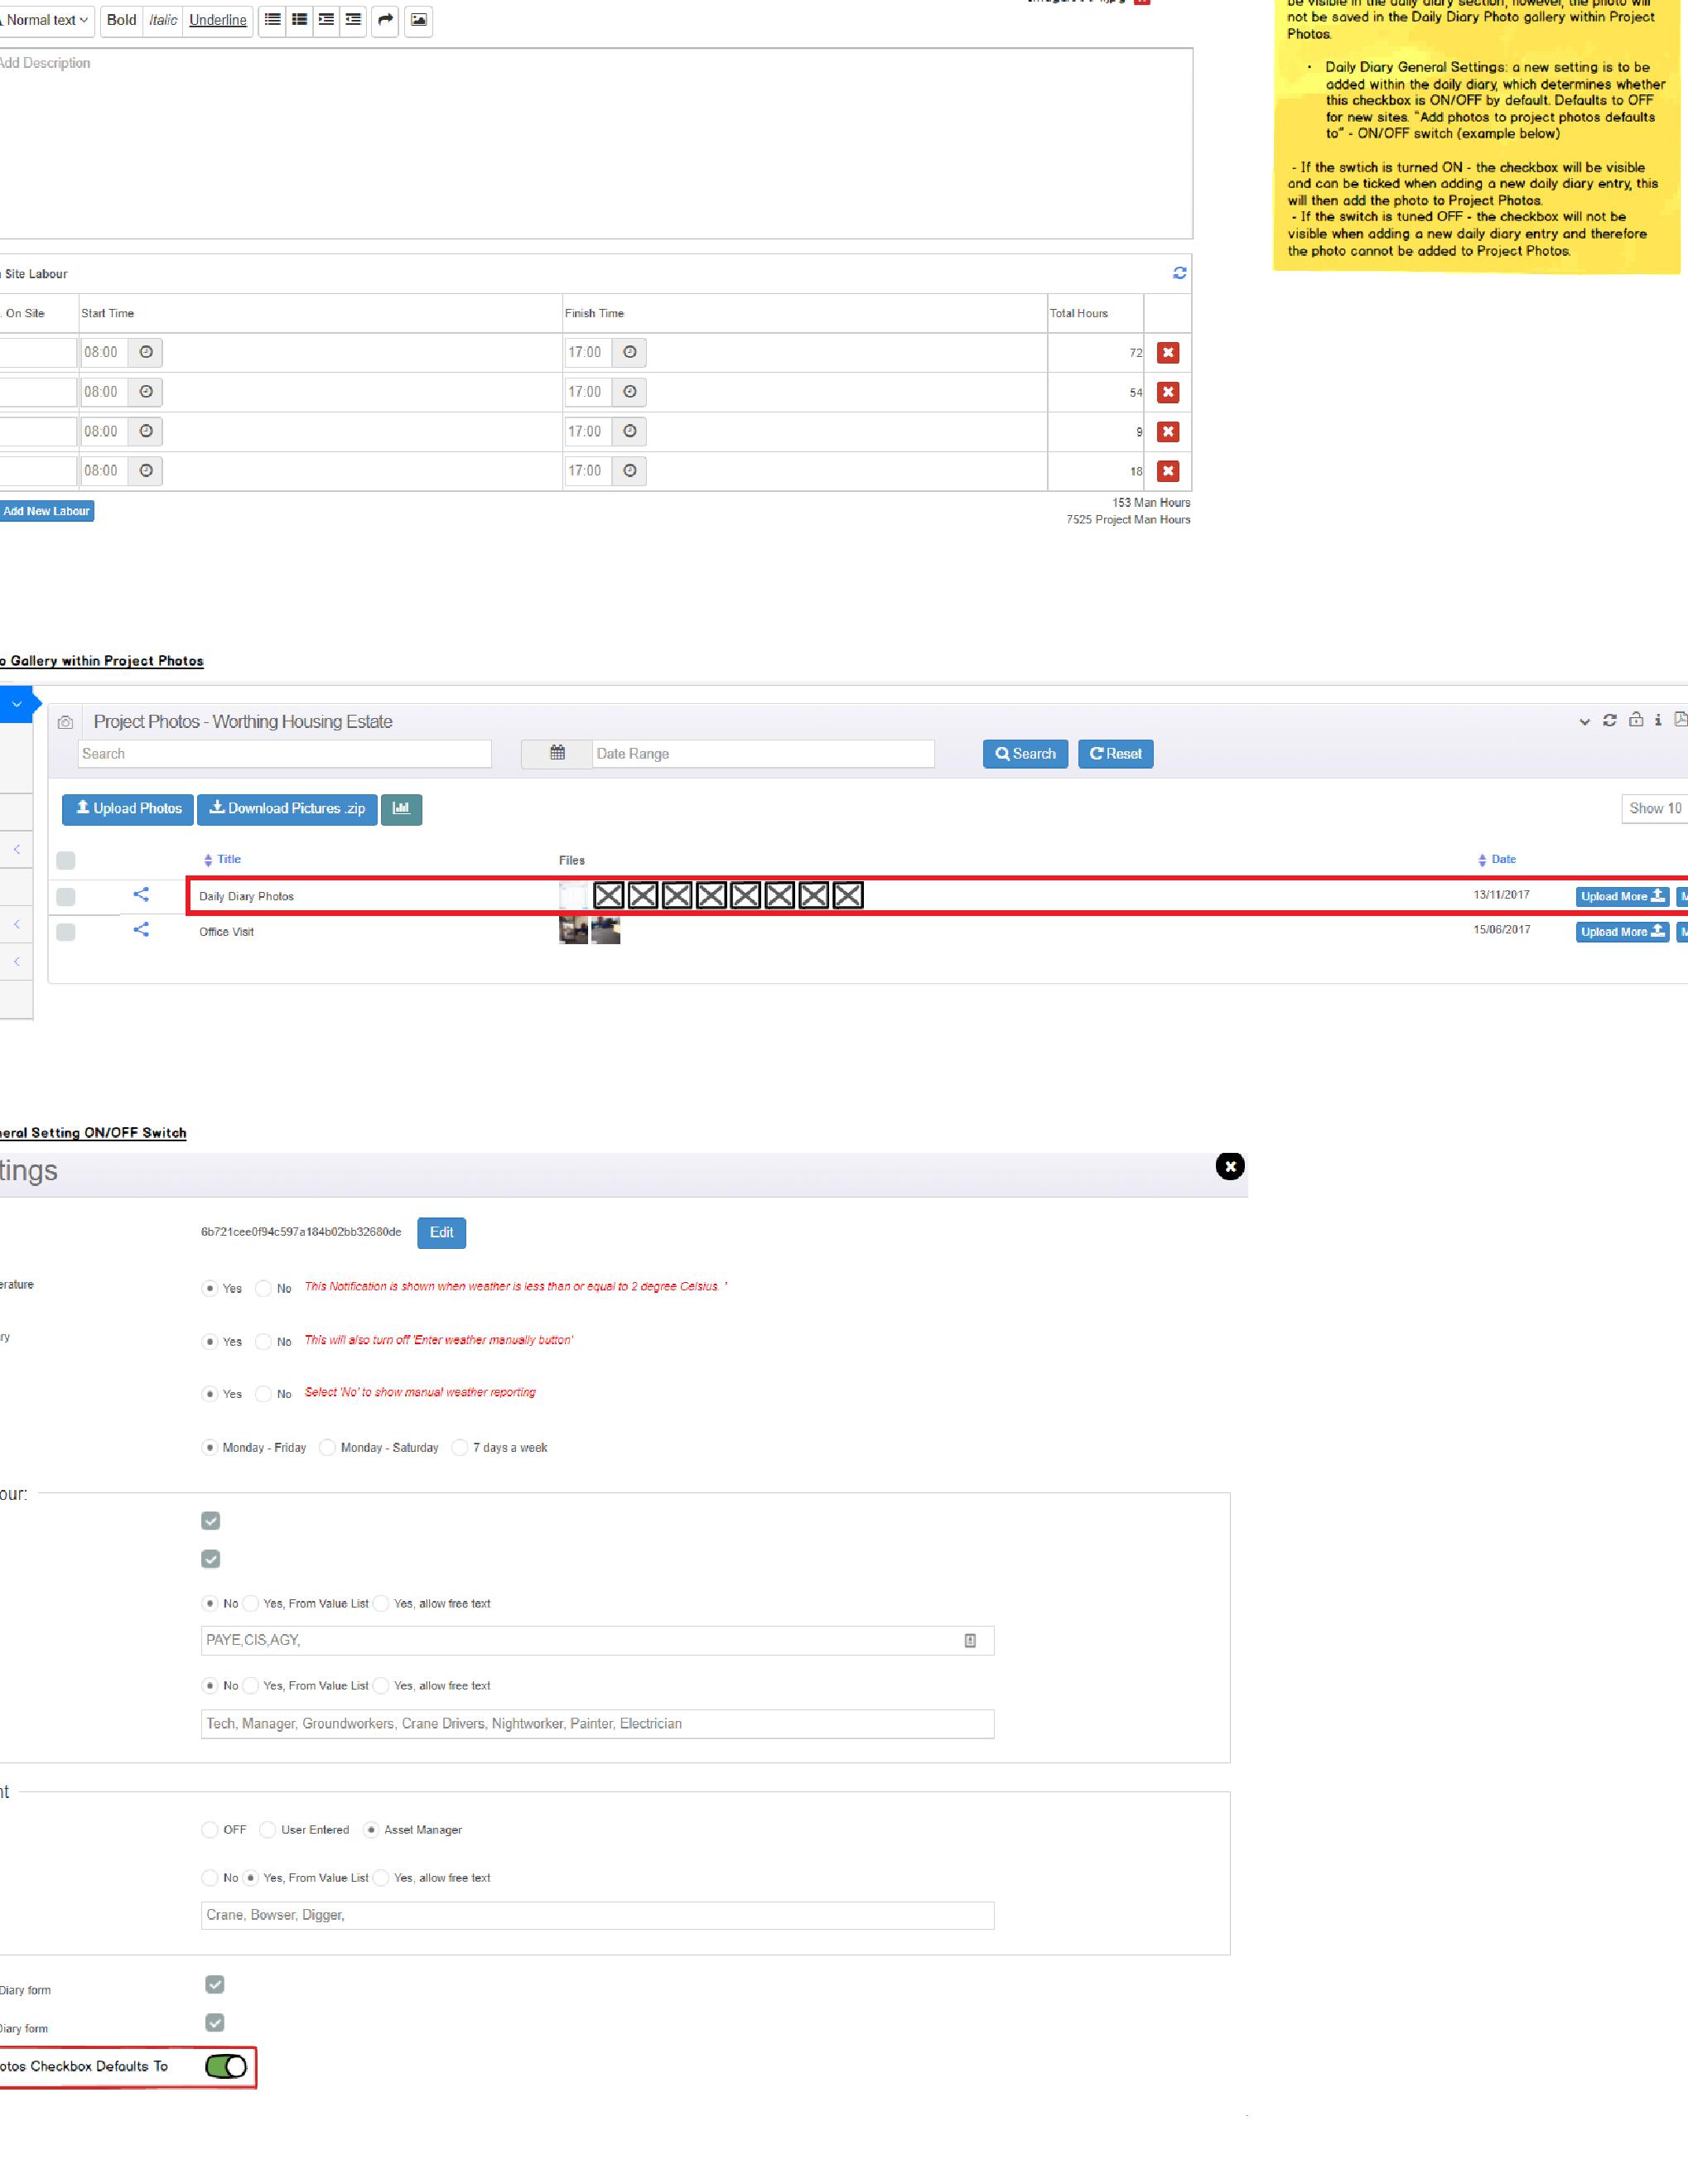 Normal text
Bold Italic Underline
Add Description
not be saved in the Daily Diary Photo gallery within Project
Photos.
· Daily Diary General Settings: a new setting is to be
added within the daily diary, which determines whether
this checkbox is ON/OFF by default. Defaults to OFF
for new sites. "Add photos to project photos defaults
to" - ON/OFF switch (example below)
- If the swtich is turned ON - the checkbox will be visible
and can be ticked when adding a new daily diary entry, this
will then add the photo to Project Photos.
- If the switch is tuned OFF - the checkbox will not be
visible when adding a new daily diary entry and therefore
the photo cannot be added to Project Photos.
Site Labour
. On Site Start Time Finish Time Total Hours
08:00 17:00 72
08:00 17:00 54
08:00 17:00 9
08:00 17:00 18
Add New Labour
153 Man Hours
7525 Project Man Hours
o Gallery within Project Photos
Project Photos - Worthing Housing Estate
Search Date Range Search Reset
Upload Photos Download Pictures .zip Show 10
Title Files Date
Daily Diary Photos 13/11/2017 Upload More
Office Visit 15/06/2017 Upload More
neral Setting ON/OFF Switch
tings
6b721cee0f94c597a184b02bb32680de Edit
erature Yes No This Notification is shown when weather is less than or equal to 2 degree Celsius. '
ry Yes No This will also turn off 'Enter weather manually button'
Yes No Select 'No' to show manual weather reporting
Monday - Friday Monday - Saturday 7 days a week
our:
No Yes, From Value List Yes, allow free text
PAYE,CIS,AGY,
No Yes, From Value List Yes, allow free text
Tech, Manager, Groundworkers, Crane Drivers, Nightworker, Painter, Electrician
nt
OFF User Entered Asset Manager
No Yes, From Value List Yes, allow free text
Crane, Bowser, Digger,
Diary form
Diary form
otos Checkbox Defaults To